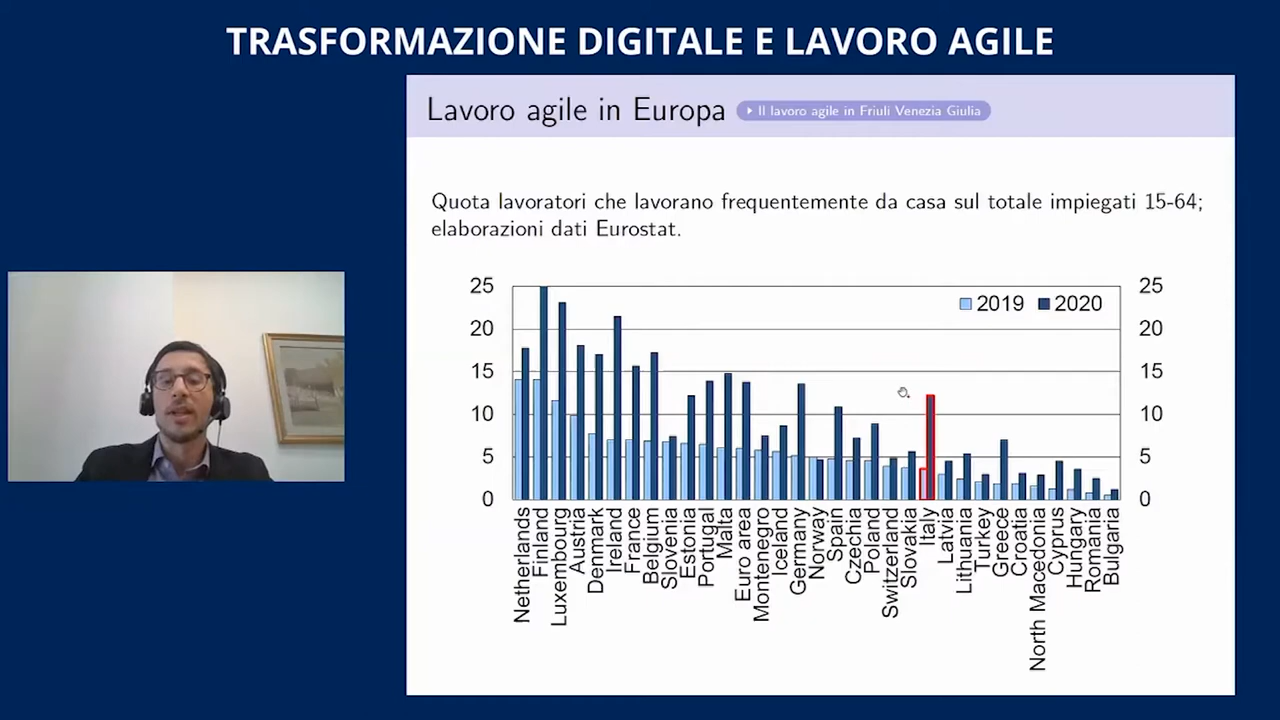 TRASFORMAZIONE DIGITALE E LAVORO AGILE
Lavoro agile in Europa
Il lavoro agile in Friuli Venezia Giulia
Quota lavoratori che lavorano frequentemente da casa sul totale impiegati 15-64;
elaborazioni dati Eurostat.
25
20
15
10
5
0
2019
2020
25
20
15
10
5
0
Netherlands
Finland
Luxembourg
Austria
Denmark
Ireland
France
Belgium
Slovenia
Estonia
Portugal
Malta
Euro area
Montenegro
Iceland
Germany
Norway
Spain
Czechia
Poland
Switzerland
Slovakia
Italy
Latvia
Lithuania
Turkey
Greece
Croatia
North Macedonia
Cyprus
Hungary
Romania
Bulgaria